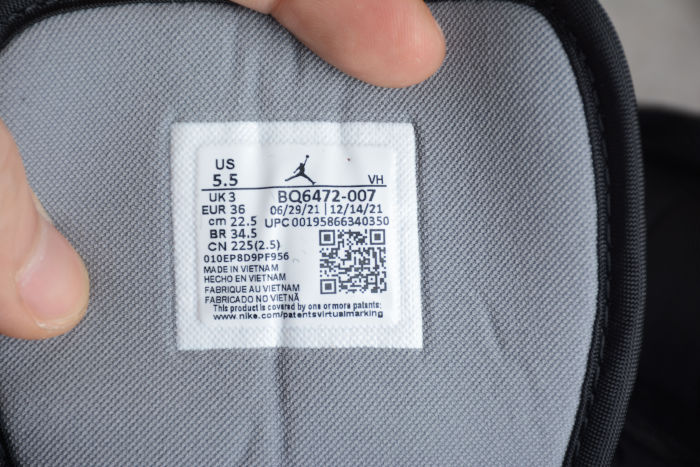 US
5.5 VH
UK 3 BQ6472-007
EUR 36 06/29/21 | 12/14/21
cm 22.5 UPC 00195866340350
BR 34.5
CN 225(2.5)
010EP8D9PF956
MADE IN VIETNAM
HECHO EN VIETNAM
FABRIQUE AU VIETNAM
FABRICADO NO VIETNÃ
This product is covered by one or more patents:
www.nike.com/patentsvirtualmarking